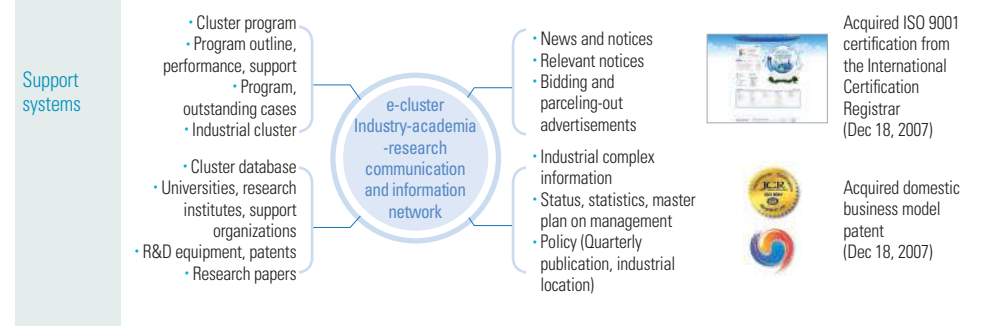 Support
systems
· Cluster program
· Program outline,
performance, support
· Program,
outstanding cases
· Industrial cluster
· Cluster database
· Universities, research
institutes, support
organizations
· R&D equipment, patents
· Research papers
e-cluster
Industry-academia
-research
communication
and information
network
· News and notices
· Relevant notices
· Bidding and
parceling-out
advertisements
· Industrial complex
information
· Status, statistics, master
plan on management
· Policy (Quarterly
publication, industrial
location)
Acquired ISO 9001
certification from
the International
Certification
Registrar
(Dec 18, 2007)
ICR
Acquired domestic
business model
patent
(Dec 18, 2007)